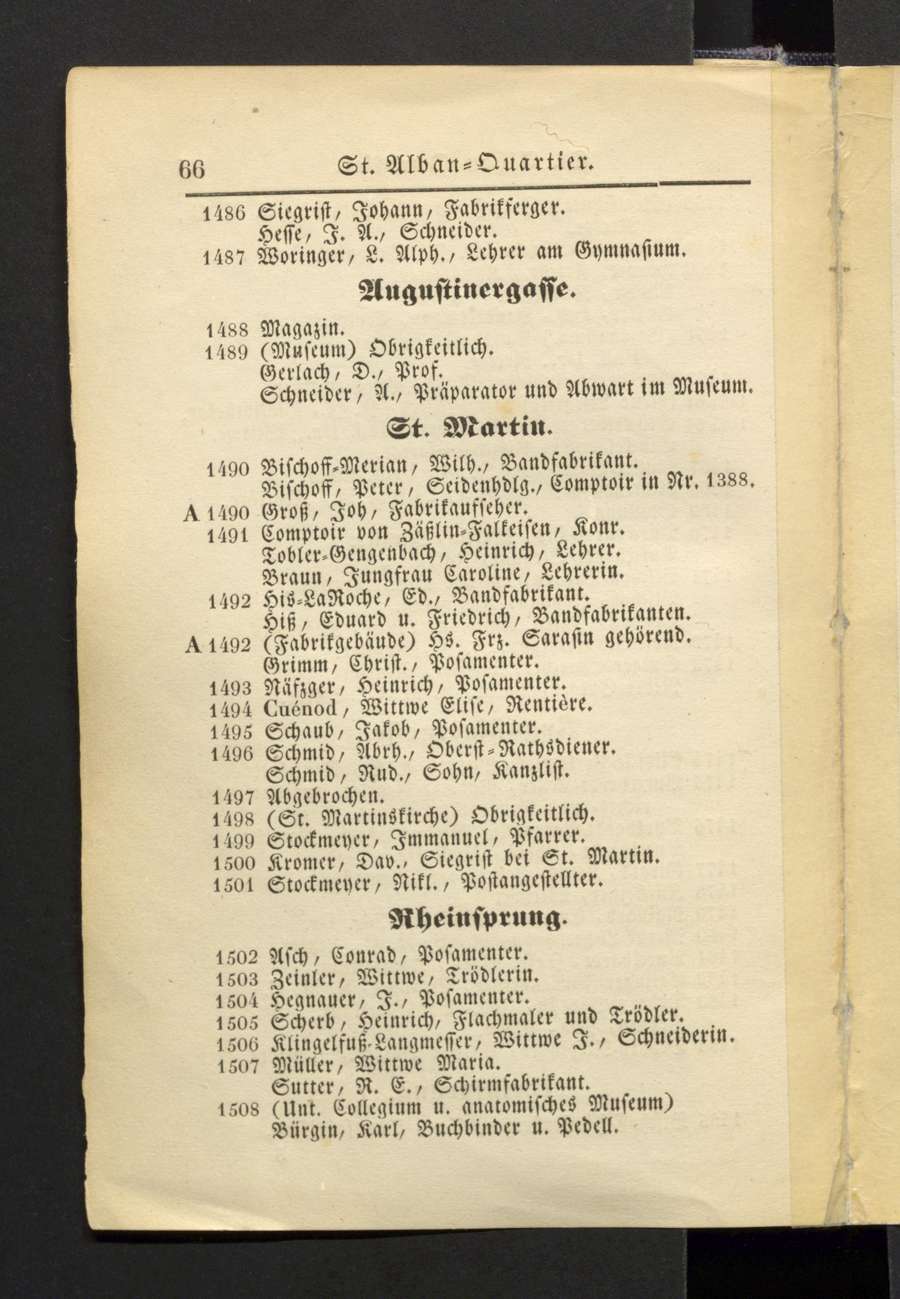 66 St. Alban-Quartier.
1486 Siegrist, Johann, Fabrikferger.
Hesse, J. A., Schneider.
1487 Woringer, L. Alph., Lehrer am Gymnasium.
Augustinergasse.
1488 Magazin.
1489 (Museum) Obrigkeitlich.
Gerlach, D., Prof.
Schneider, A., Präparator und Abwart im Museum.
St. Martin.
1490 Bischoff-Merian, Wilh., Bandfabrikant.
Bischoff, Peter, Seidenhdlg., Comptoir in Nr. 1388.
A 1490 Groß, Joh, Fabrikaufseher.
1491 Comptoir von Zäßlin-Falkeisen, Konr.
Tobler-Gengenbach, Heinrich, Lehrer.
Braun, Jungfrau Caroline, Lehrerin.
1492 His-LaRoche, Ed., Bandfabrikant.
Hiß, Eduard u. Friedrich, Bandfabrikanten.
A 1492 (Fabrikgebäude) Hs. Frz. Sarasin gehörend.
Grimm, Christ., Posamenter.
1493 Näfzger, Heinrich, Posamenter.
1494 Cuénod, Wittwe Elise, Rentière.
1495 Schaub, Jakob, Posamenter.
1496 Schmid, Abrh., Oberst-Rathsdiener.
Schmid, Rud., Sohn, Kanzlist.
1497 Abgebrochen.
1498 (St. Martinskirche) Obrigkeitlich.
1499 Stockmeyer, Immanuel, Pfarrer.
1500 Kromer, Dav., Siegrist bei St. Martin.
1501 Stockmeyer, Nikl., Postangestellter.
Rheinsprung.
1502 Asch, Conrad, Posamenter.
1503 Zeinler, Wittwe, Trödlerin.
1504 Hegnauer, J., Posamenter.
1505 Scherb, Heinrich, Flachmaler und Trödler.
1506 Klingelfuß-Langmesser, Wittwe J., Schneiderin.
1507 Müller, Wittwe Maria.
Sutter, R. E., Schirmfabrikant.
1508 (Unt. Collegium u. anatomisches Museum)
Bürgin, Karl, Buchbinder u. Pedell.